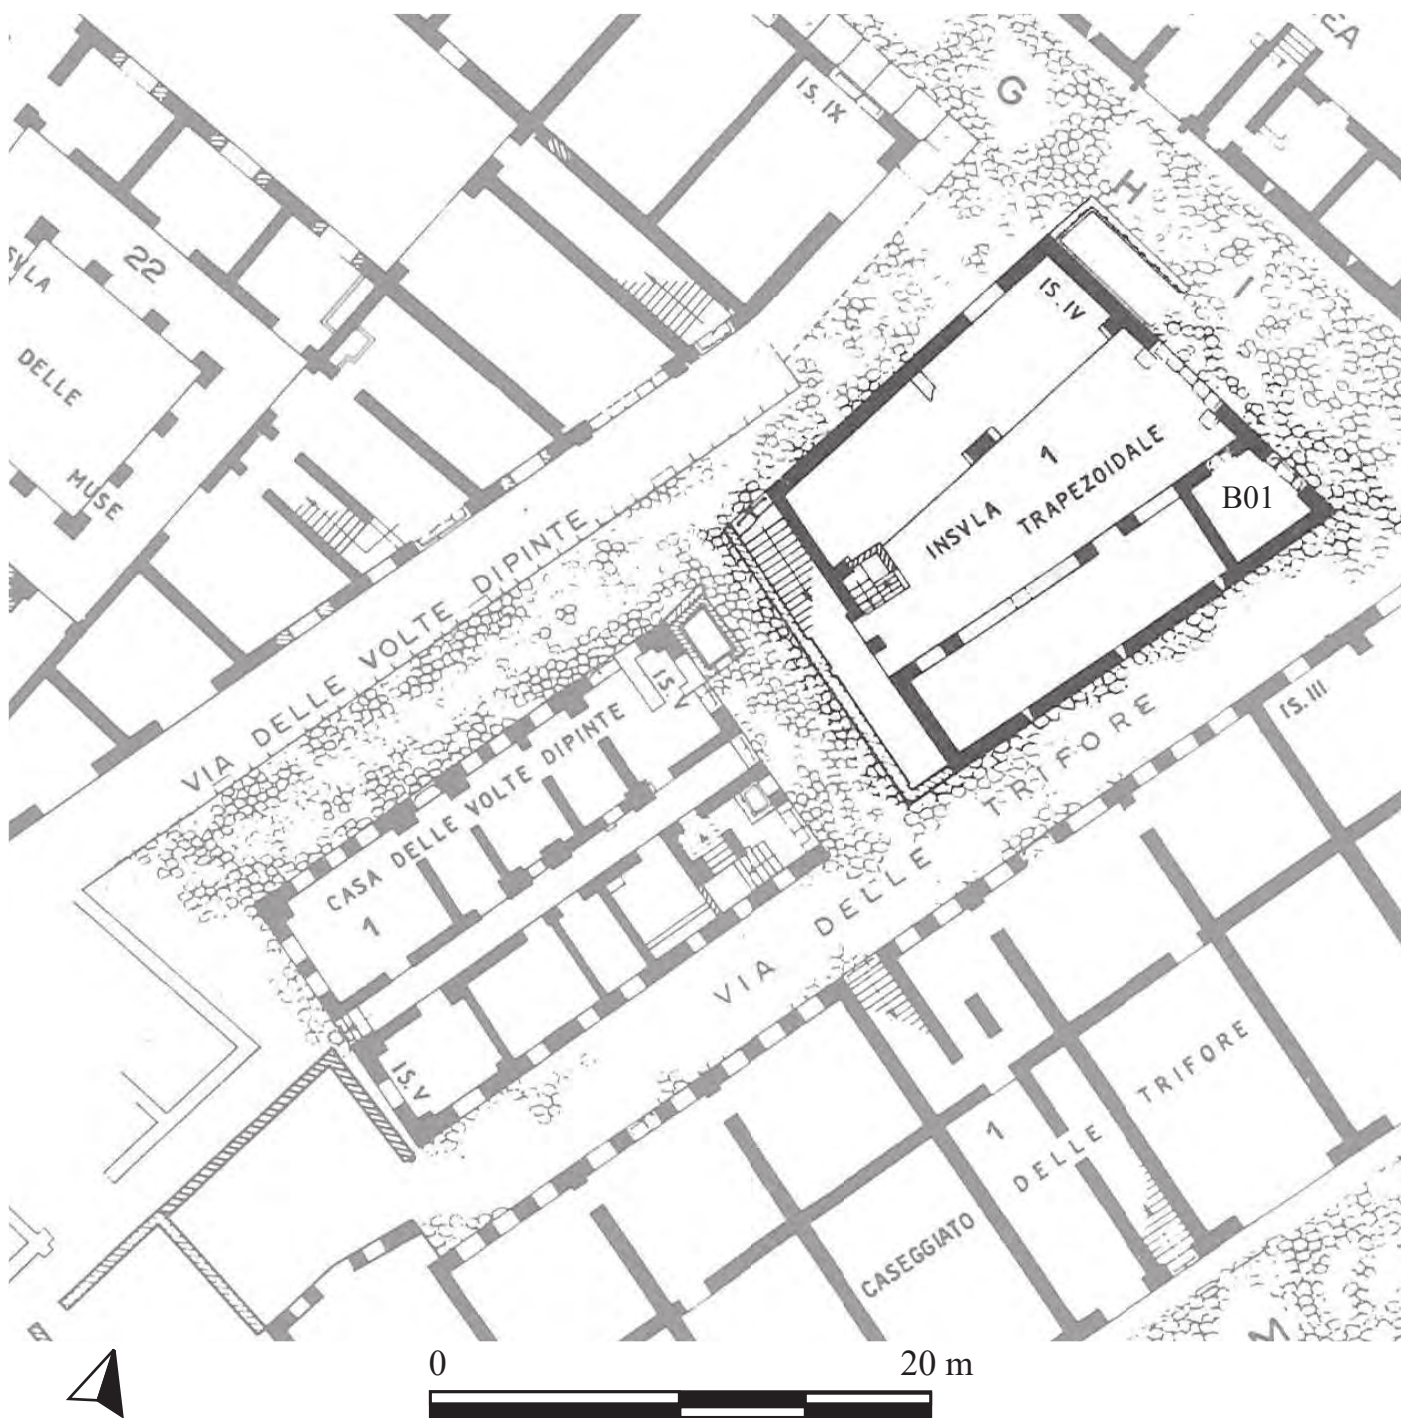 EA
G
IS. IX
H
I
22
SVLA
DELLE
MUSE
IS. IV
1
INSVLA
TRAPEZOIDALE
B01
VIA DELLE VOLTE DIPINTE
IS. V
CASA DELLE VOLTE DIPINTE
1
IS. V
VIA DELLE TRIFORE
IS. III
1
CASEGGIATO
DELLE
TRIFORE
M
0 20 m